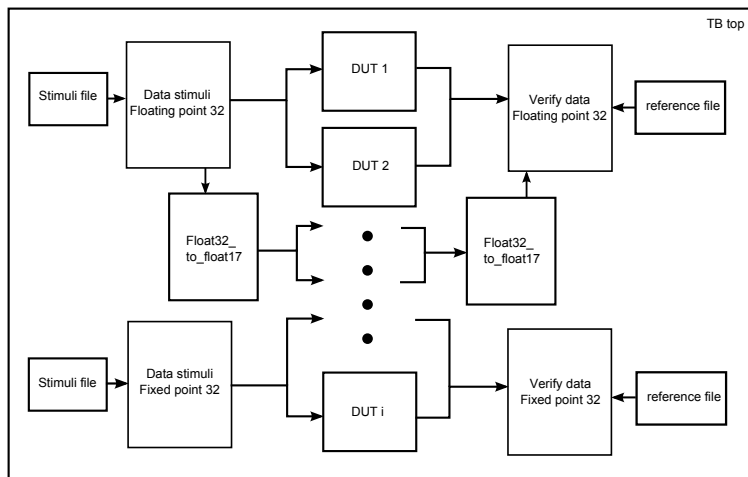 TB top
Stimuli file
Data stimuli
Floating point 32
DUT 1
DUT 2
Verify data
Floating point 32
reference file
Float32_
to_float17
Float32_
to_float17
Stimuli file
Data stimuli
Fixed point 32
DUT i
Verify data
Fixed point 32
reference file